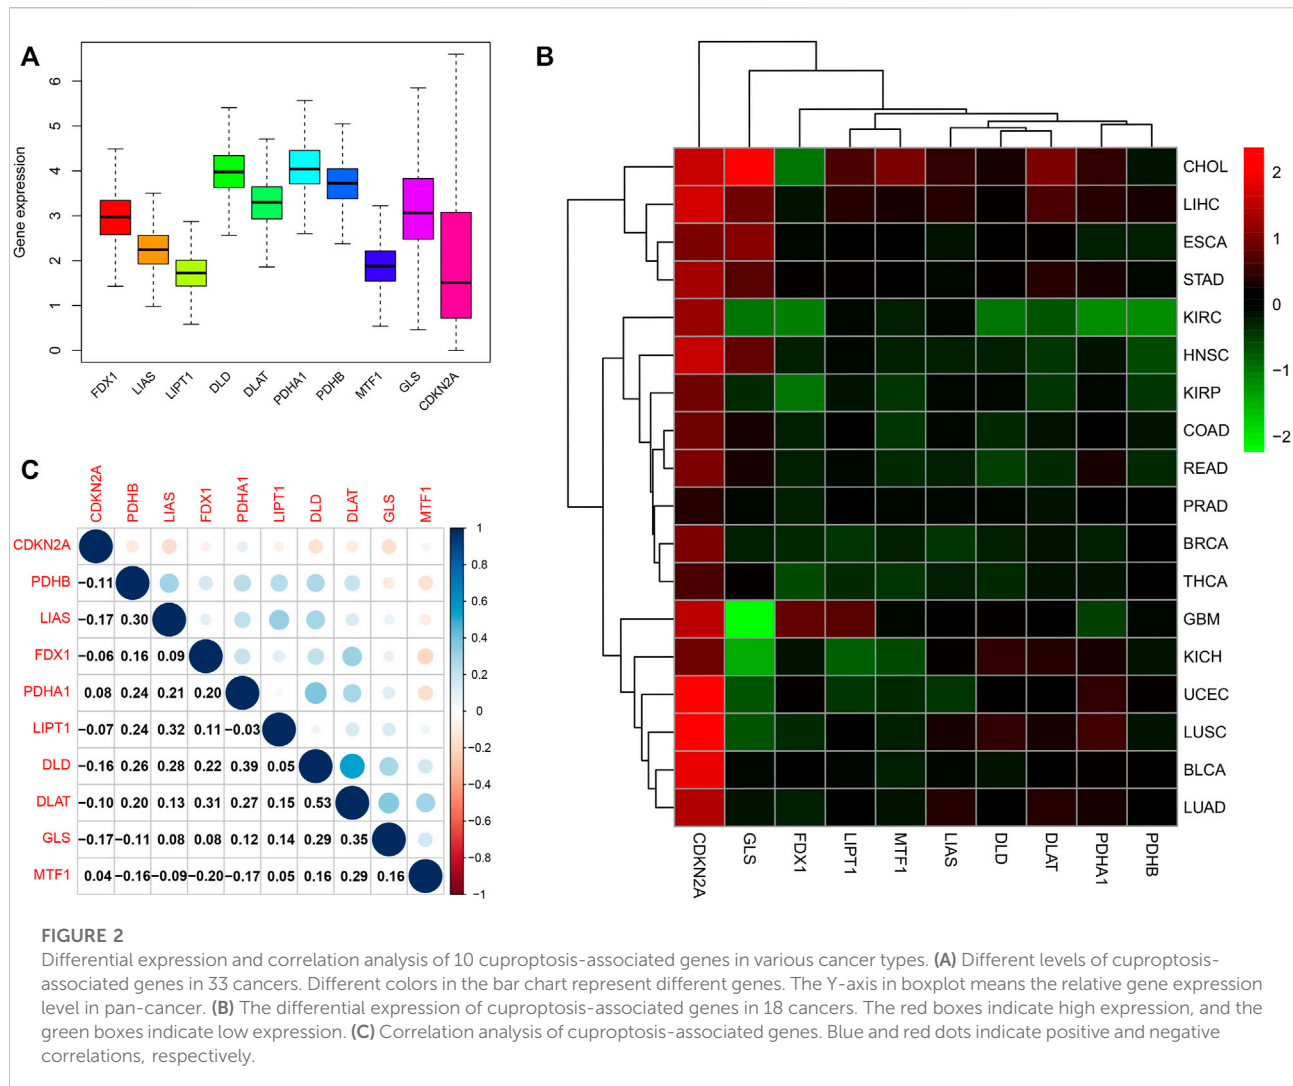 A
Gene expression
6
5
4
3
2
1
0
FDX1
LIAS
LIPT1
DLD
DLAT
PDHA1
PDHB
MTF1
GLS
CDKN2A
B
CHOL
LIHC
ESCA
STAD
KIRC
HNSC
KIRP
COAD
READ
PRAD
BRCA
THCA
GBM
KICH
UCEC
LUSC
BLCA
LUAD
CDKN2A
GLS
FDX1
LIPT1
MTF1
LIAS
DLD
DLAT
PDHA1
PDHB
2
1
0
−1
−2
C
CDKN2A
PDHB
LIAS
FDX1
PDHA1
LIPT1
DLD
DLAT
GLS
MTF1
CDKN2A
PDHB −0.11
LIAS −0.17 0.30
FDX1 −0.06 0.16 0.09
PDHA1 0.08 0.24 0.21 0.20
LIPT1 −0.07 0.24 0.32 0.11 −0.03
DLD −0.16 0.26 0.28 0.22 0.39 0.05
DLAT −0.10 0.20 0.13 0.31 0.27 0.15 0.53
GLS −0.17 −0.11 0.08 0.08 0.12 0.14 0.29 0.35
MTF1 0.04 −0.16 −0.09 −0.20 −0.17 0.05 0.16 0.29 0.16
1
0.8
0.6
0.4
0.2
0
−0.2
−0.4
−0.6
−0.8
−1
FIGURE 2
Differential expression and correlation analysis of 10 cuproptosis-associated genes in various cancer types. (A) Different levels of cuproptosis-
associated genes in 33 cancers. Different colors in the bar chart represent different genes. The Y-axis in boxplot means the relative gene expression
level in pan-cancer. (B) The differential expression of cuproptosis-associated genes in 18 cancers. The red boxes indicate high expression, and the
green boxes indicate low expression. (C) Correlation analysis of cuproptosis-associated genes. Blue and red dots indicate positive and negative
correlations, respectively.